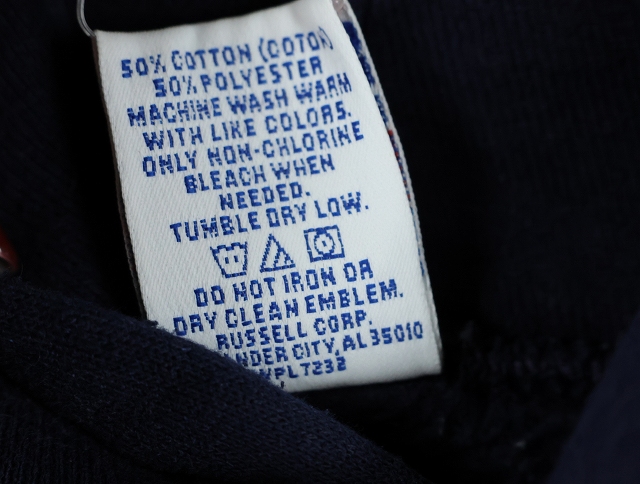 50% COTTON (COTON)
50% POLYESTER
MACHINE WASH WARM
WITH LIKE COLORS.
ONLY NON-CHLORINE
BLEACH WHEN
NEEDED.
TUMBLE DRY LOW.
DO NOT IRON OR
DRY CLEAN EMBLEM.
RUSSELL CORP.
CITY, AL 35010
7232